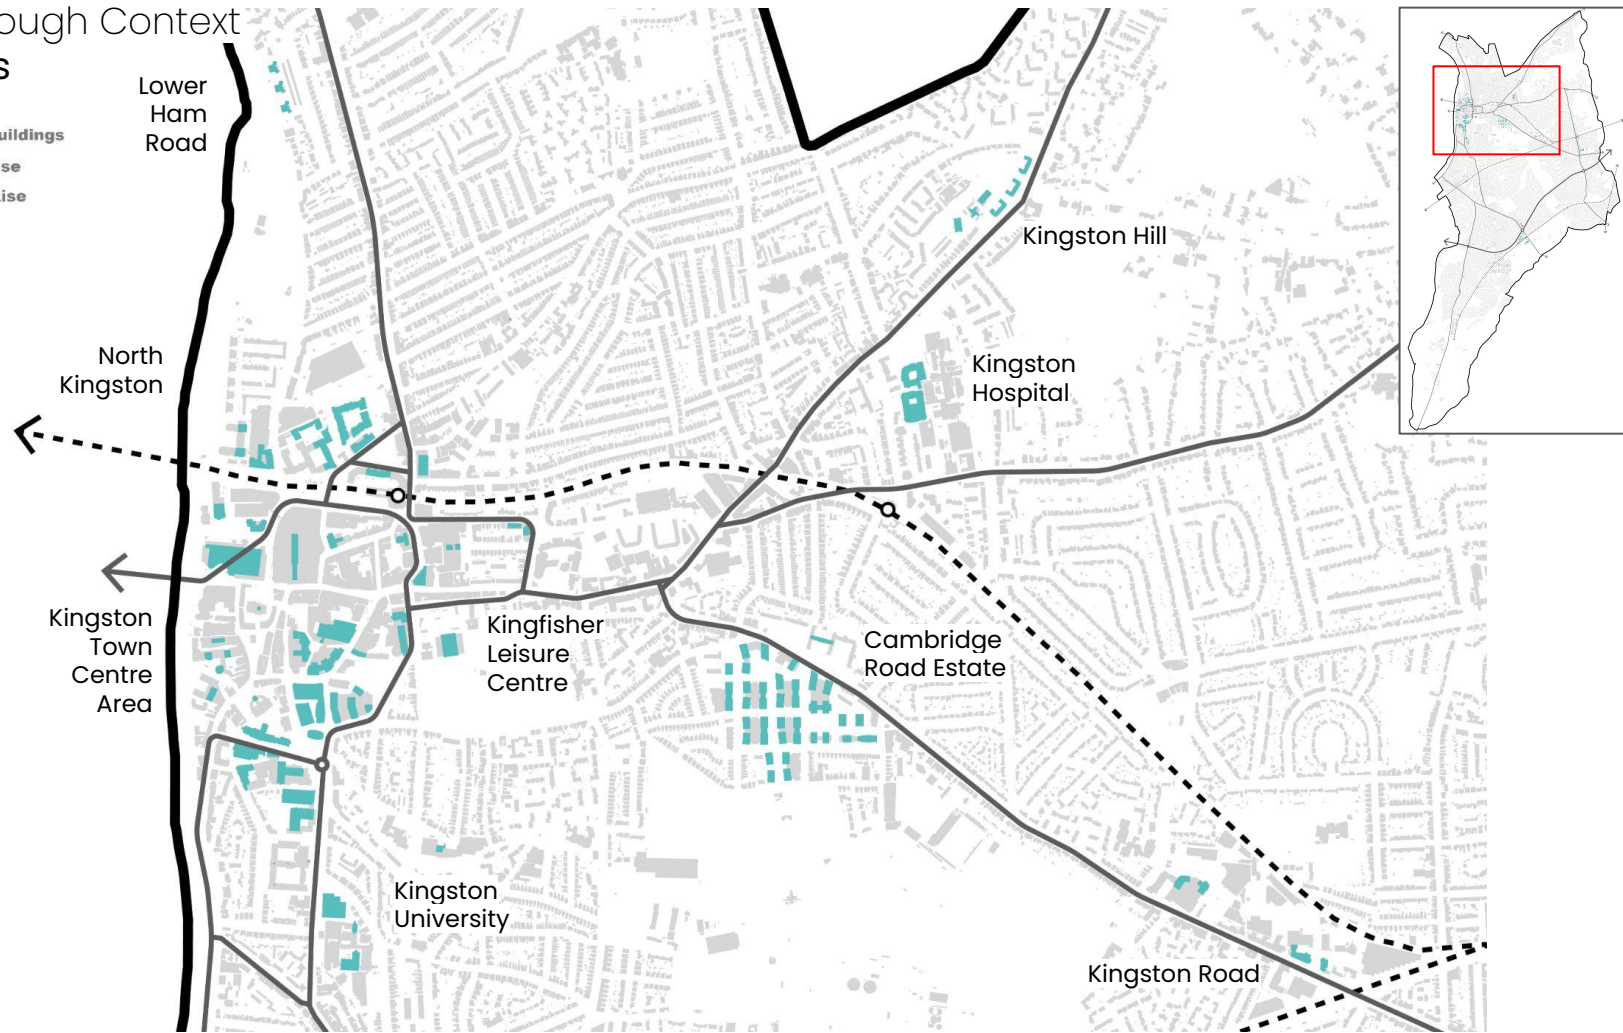 ough Context
s
uildings
se
ise
Lower
Ham
Road
Kingston Hill
North
Kingston
Kingston
Hospital
Kingston
Town
Centre
Area
Kingfisher
Leisure
Centre
Cambridge
Road Estate
Kingston
University
Kingston Road